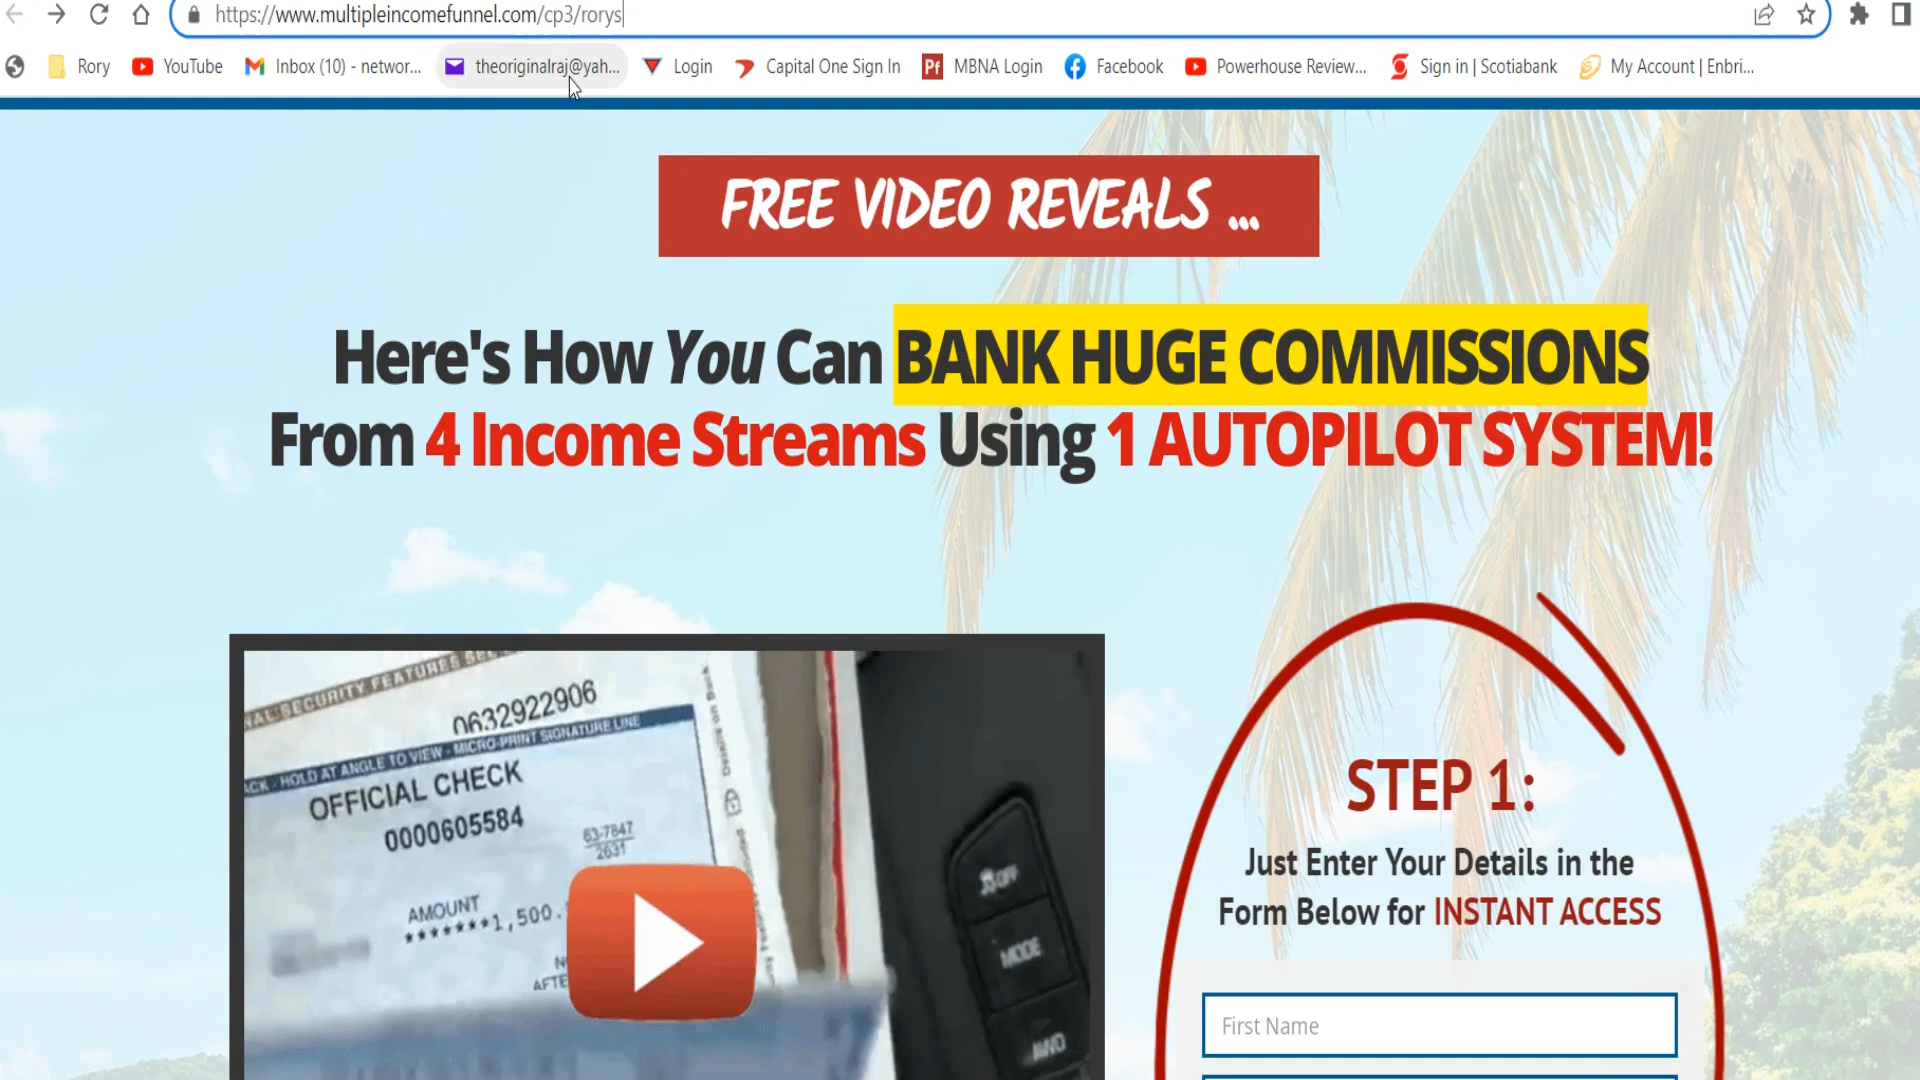 https://www.multipleincomefunnel.com/cp3/rorys
Rory YouTube Inbox (10) - networ... theoriginalraj@yah... Login Capital One Sign In MBNA Login Facebook Powerhouse Review... Sign in | Scotiabank My Account | Enbri...
FREE VIDEO REVEALS ...
Here's How You Can BANK HUGE COMMISSIONS
From 4 Income Streams Using 1 AUTOPILOT SYSTEM!
0632922906
HOLD AT ANGLE TO VIEW - MICRO-PRINT SIGNATURE LINE
OFFICIAL CHECK
0000605584
63-7847
2631
AMOUNT
*******1,500.
OFF
MODE
AWD
STEP 1:
Just Enter Your Details in the
Form Below for INSTANT ACCESS
First Name